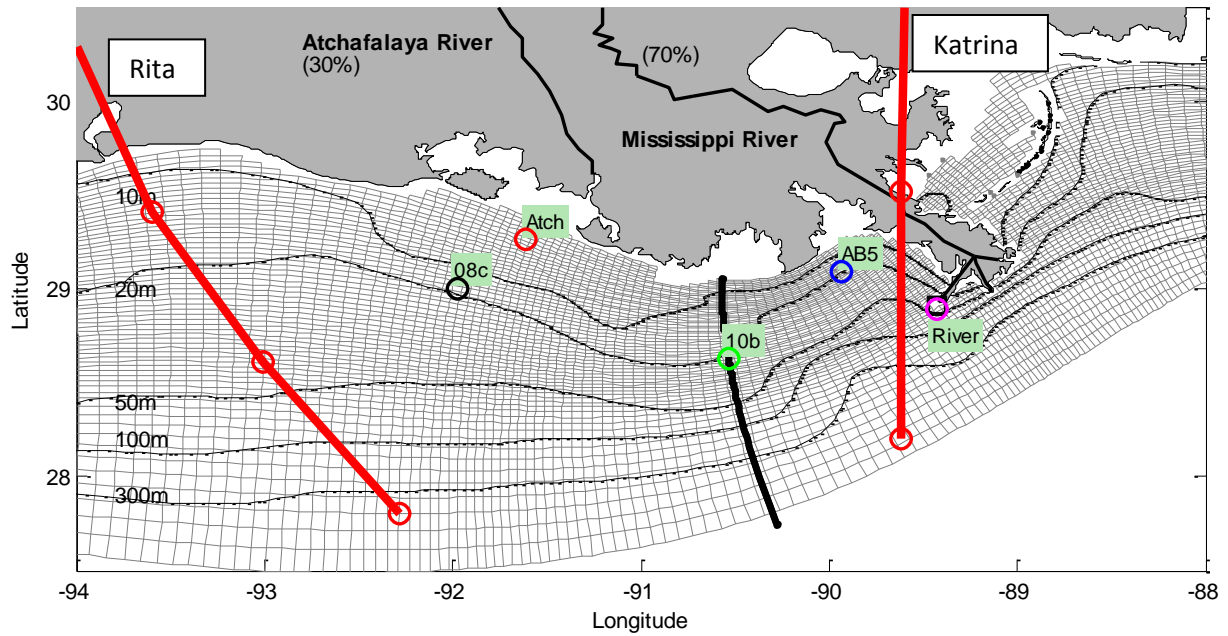 Rita
Atchafalaya River
(30%)
(70%)
Katrina
Mississippi River
10m
20m
50m
100m
300m
Atch
08c
AB5
10b
River
30
29
28
Latitude
-94
-93
-92
-91
-90
-89
-88
Longitude